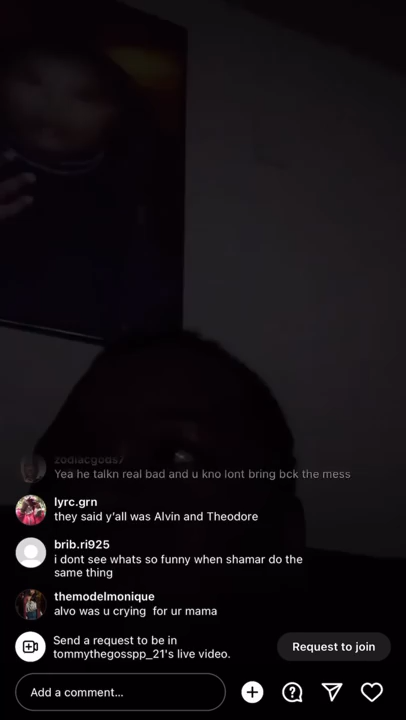 zodiacgods7
Yea he talkn real bad and u kno Iont bring bck the mess
lyrc.grn
they said y'all was Alvin and Theodore
brib.ri925
i dont see whats so funny when shamar do the
same thing
themodelmonique
alvo was u crying  for ur mama
Send a request to be in
tommythegosspp_21's live video.
Request to join
Add a comment...